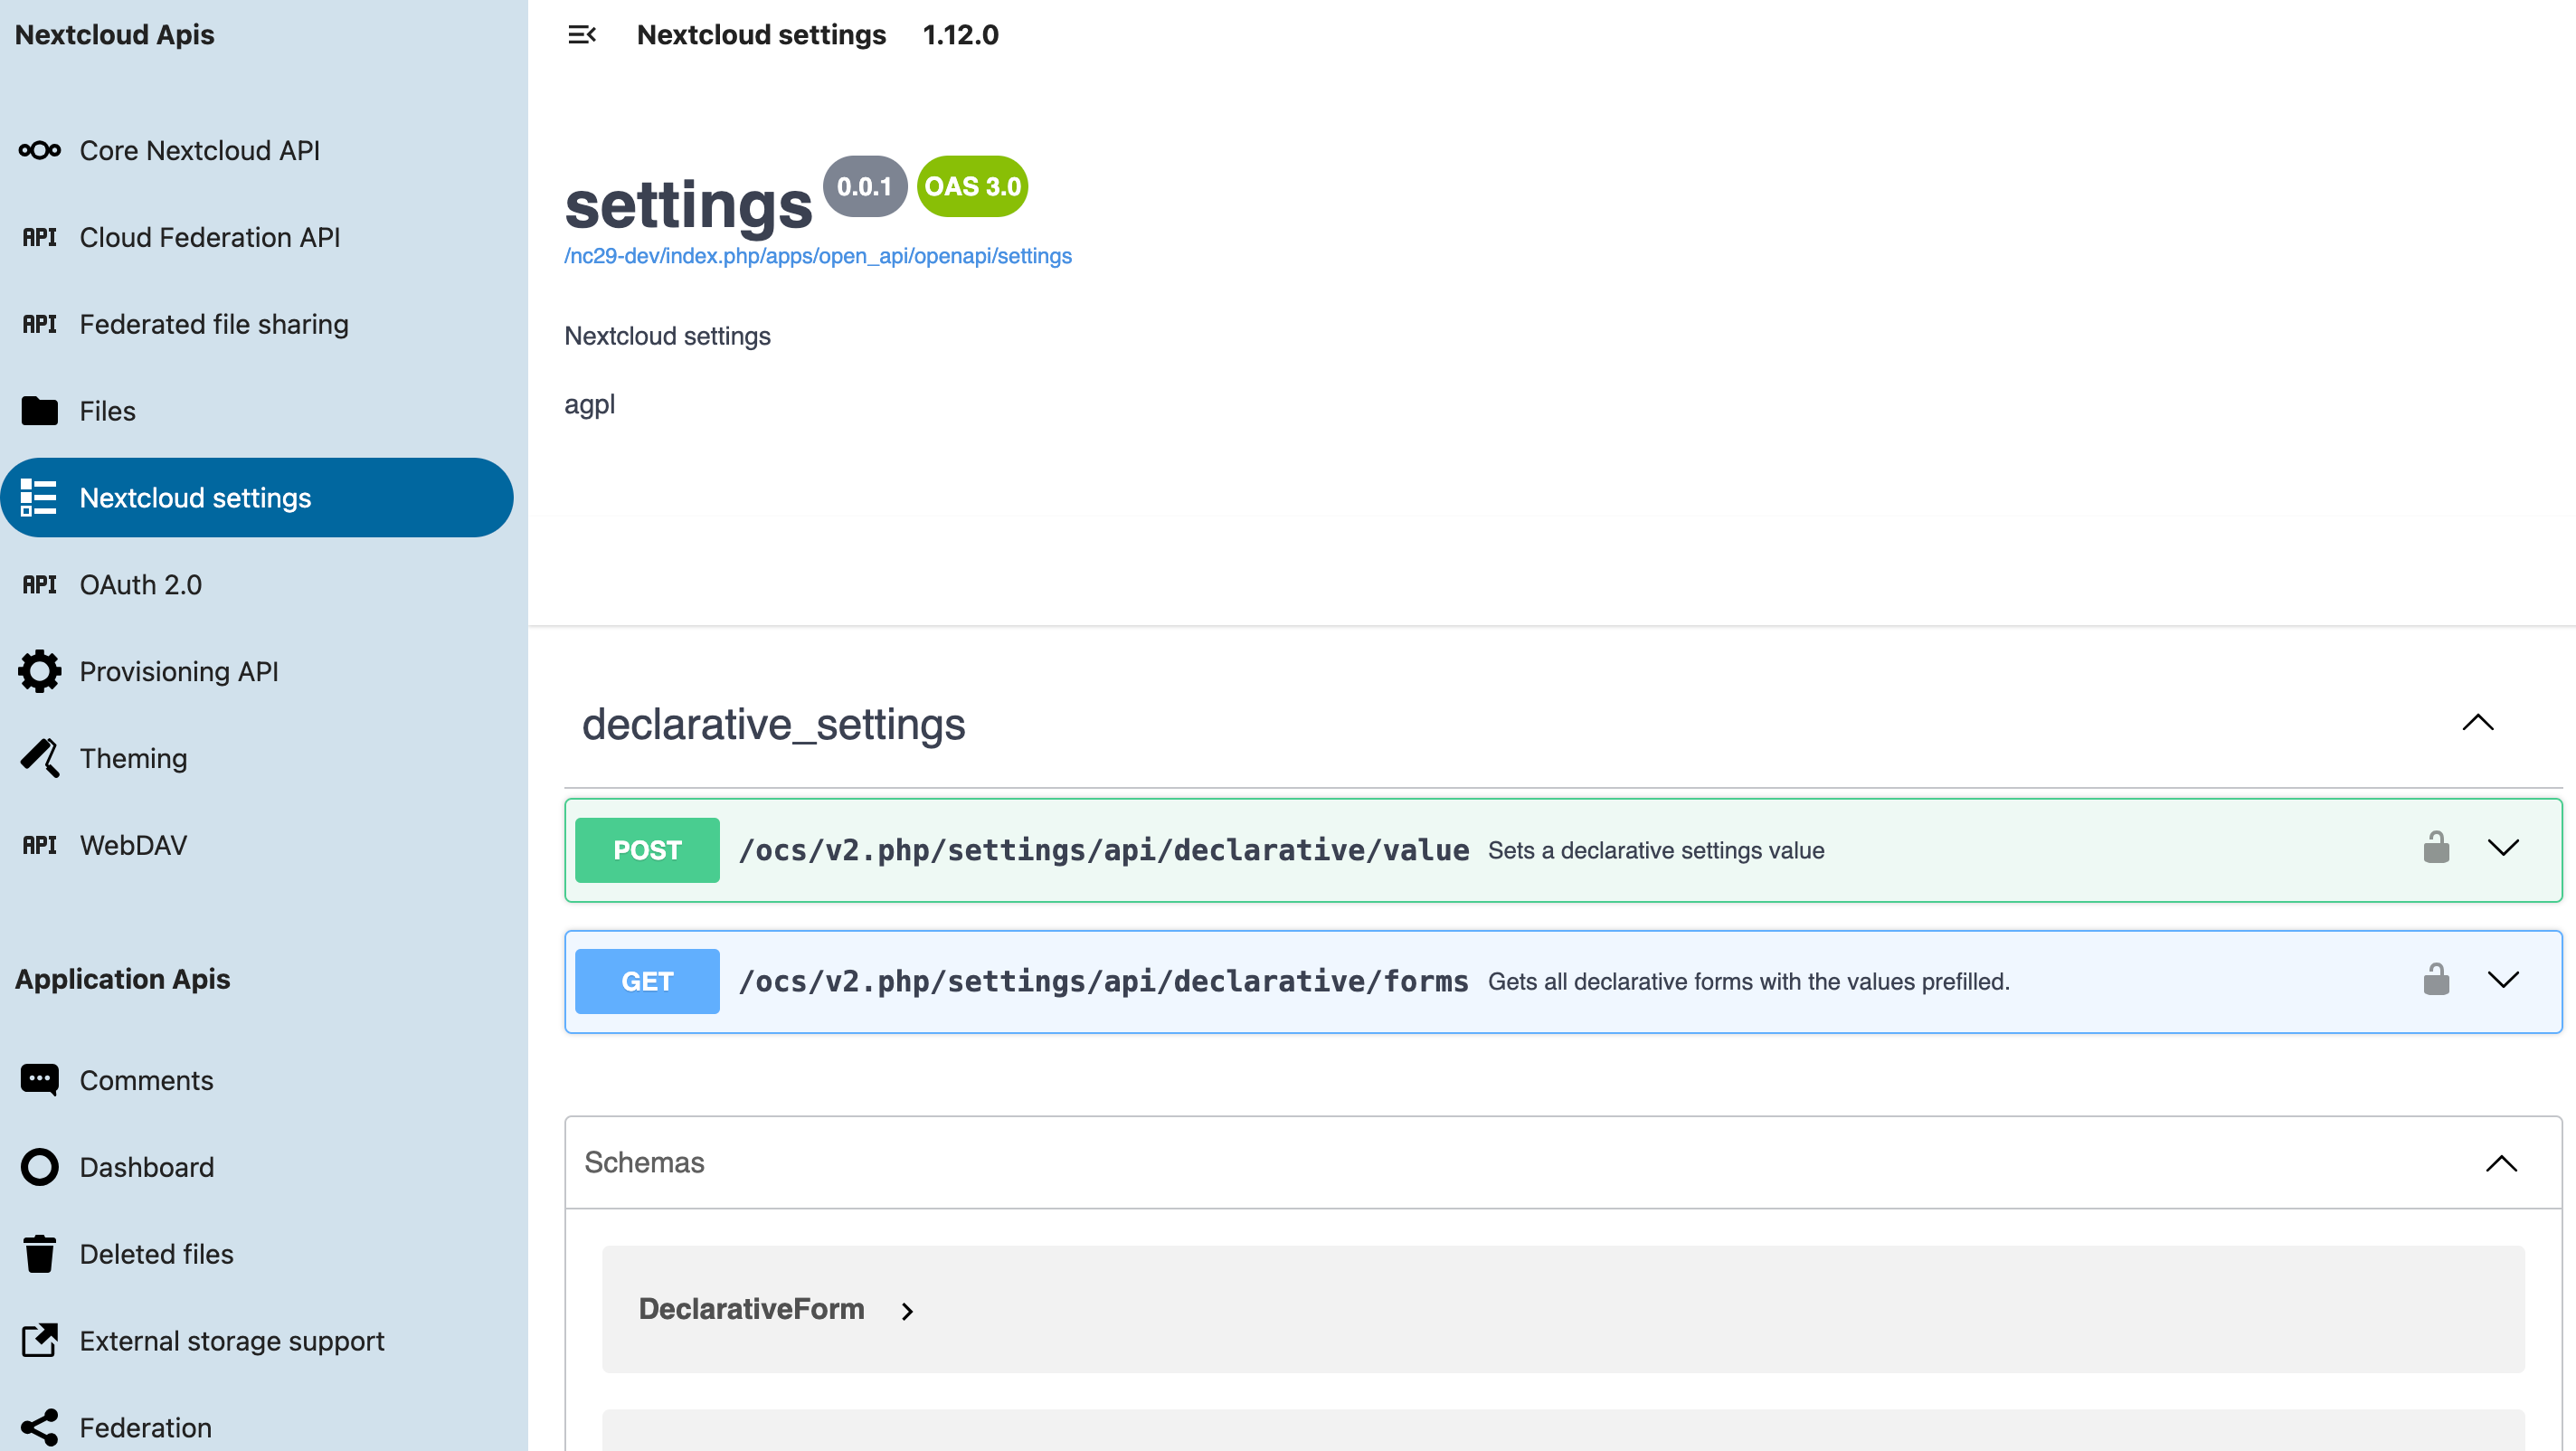 Nextcloud Apis
Core Nextcloud API
API Cloud Federation API
API Federated file sharing
Files
Nextcloud settings
API OAuth 2.0
Provisioning API
Theming
API WebDAV
Application Apis
Comments
Dashboard
Deleted files
External storage support
Federation
Nextcloud settings 1.12.0
settings 0.0.1 OAS 3.0
/nc29-dev/index.php/apps/open_api/openapi/settings
Nextcloud settings
agpl
declarative_settings
POST /ocs/v2.php/settings/api/declarative/value Sets a declarative settings value
GET /ocs/v2.php/settings/api/declarative/forms Gets all declarative forms with the values prefilled.
Schemas
DeclarativeForm